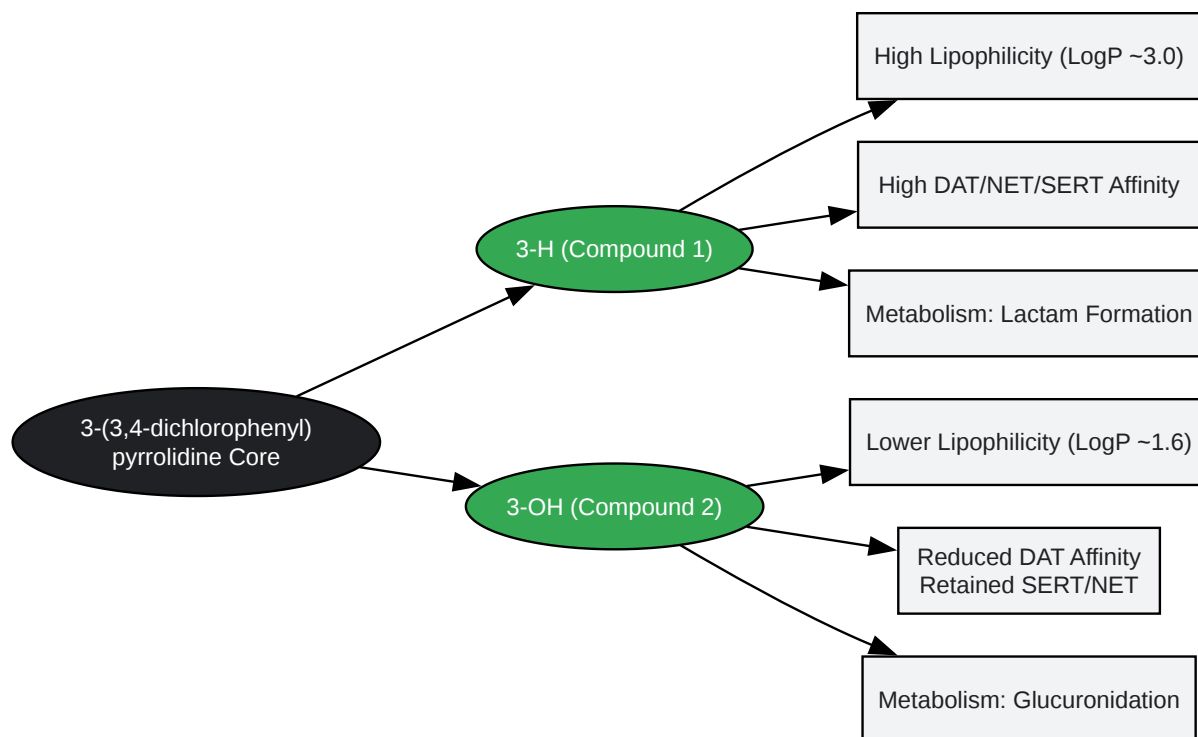 3-(3,4-dichlorophenyl)
pyrrolidine Core
3-H (Compound 1)
High Lipophilicity (LogP ~3.0)
High DAT/NET/SERT Affinity
Metabolism: Lactam Formation
3-OH (Compound 2)
Lower Lipophilicity (LogP ~1.6)
Reduced DAT Affinity
Retained SERT/NET
Metabolism: Glucuronidation